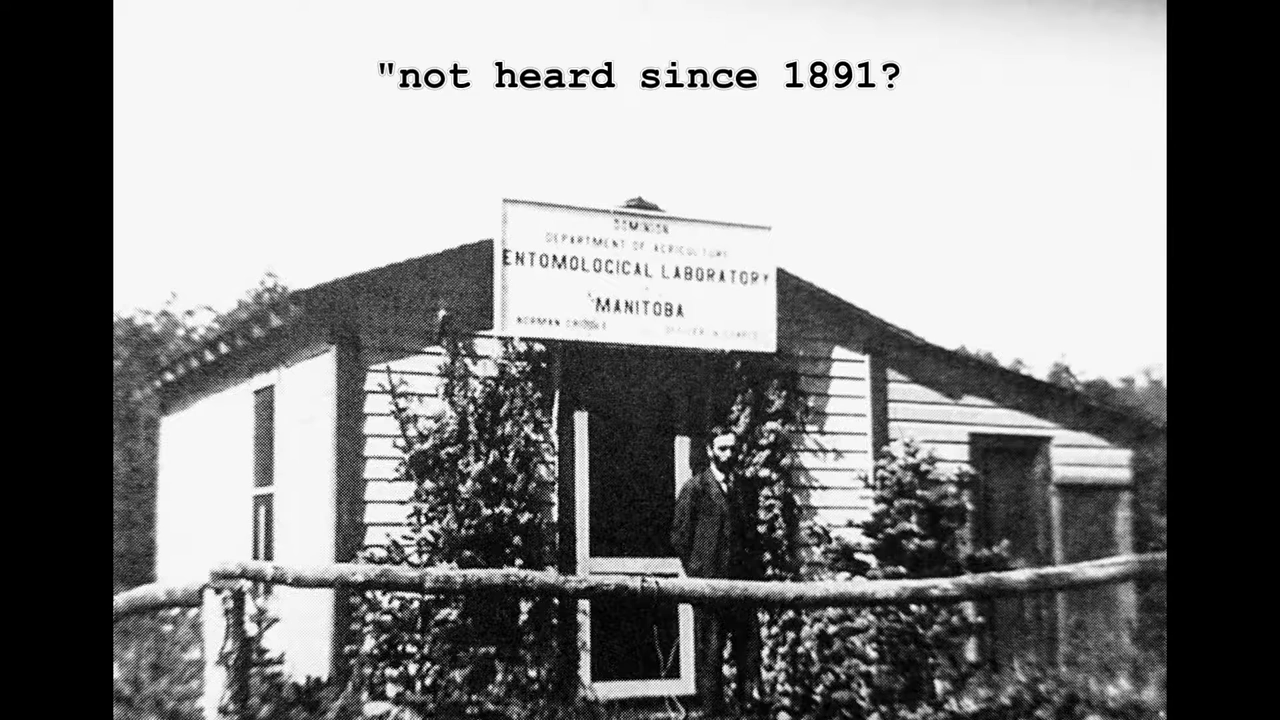 "not heard since 1891?
DOMINION
DEPARTMENT OF AGRICULTURE
ENTOMOLOGICAL LABORATORY
MANITOBA
NORMAN CRIDDLE